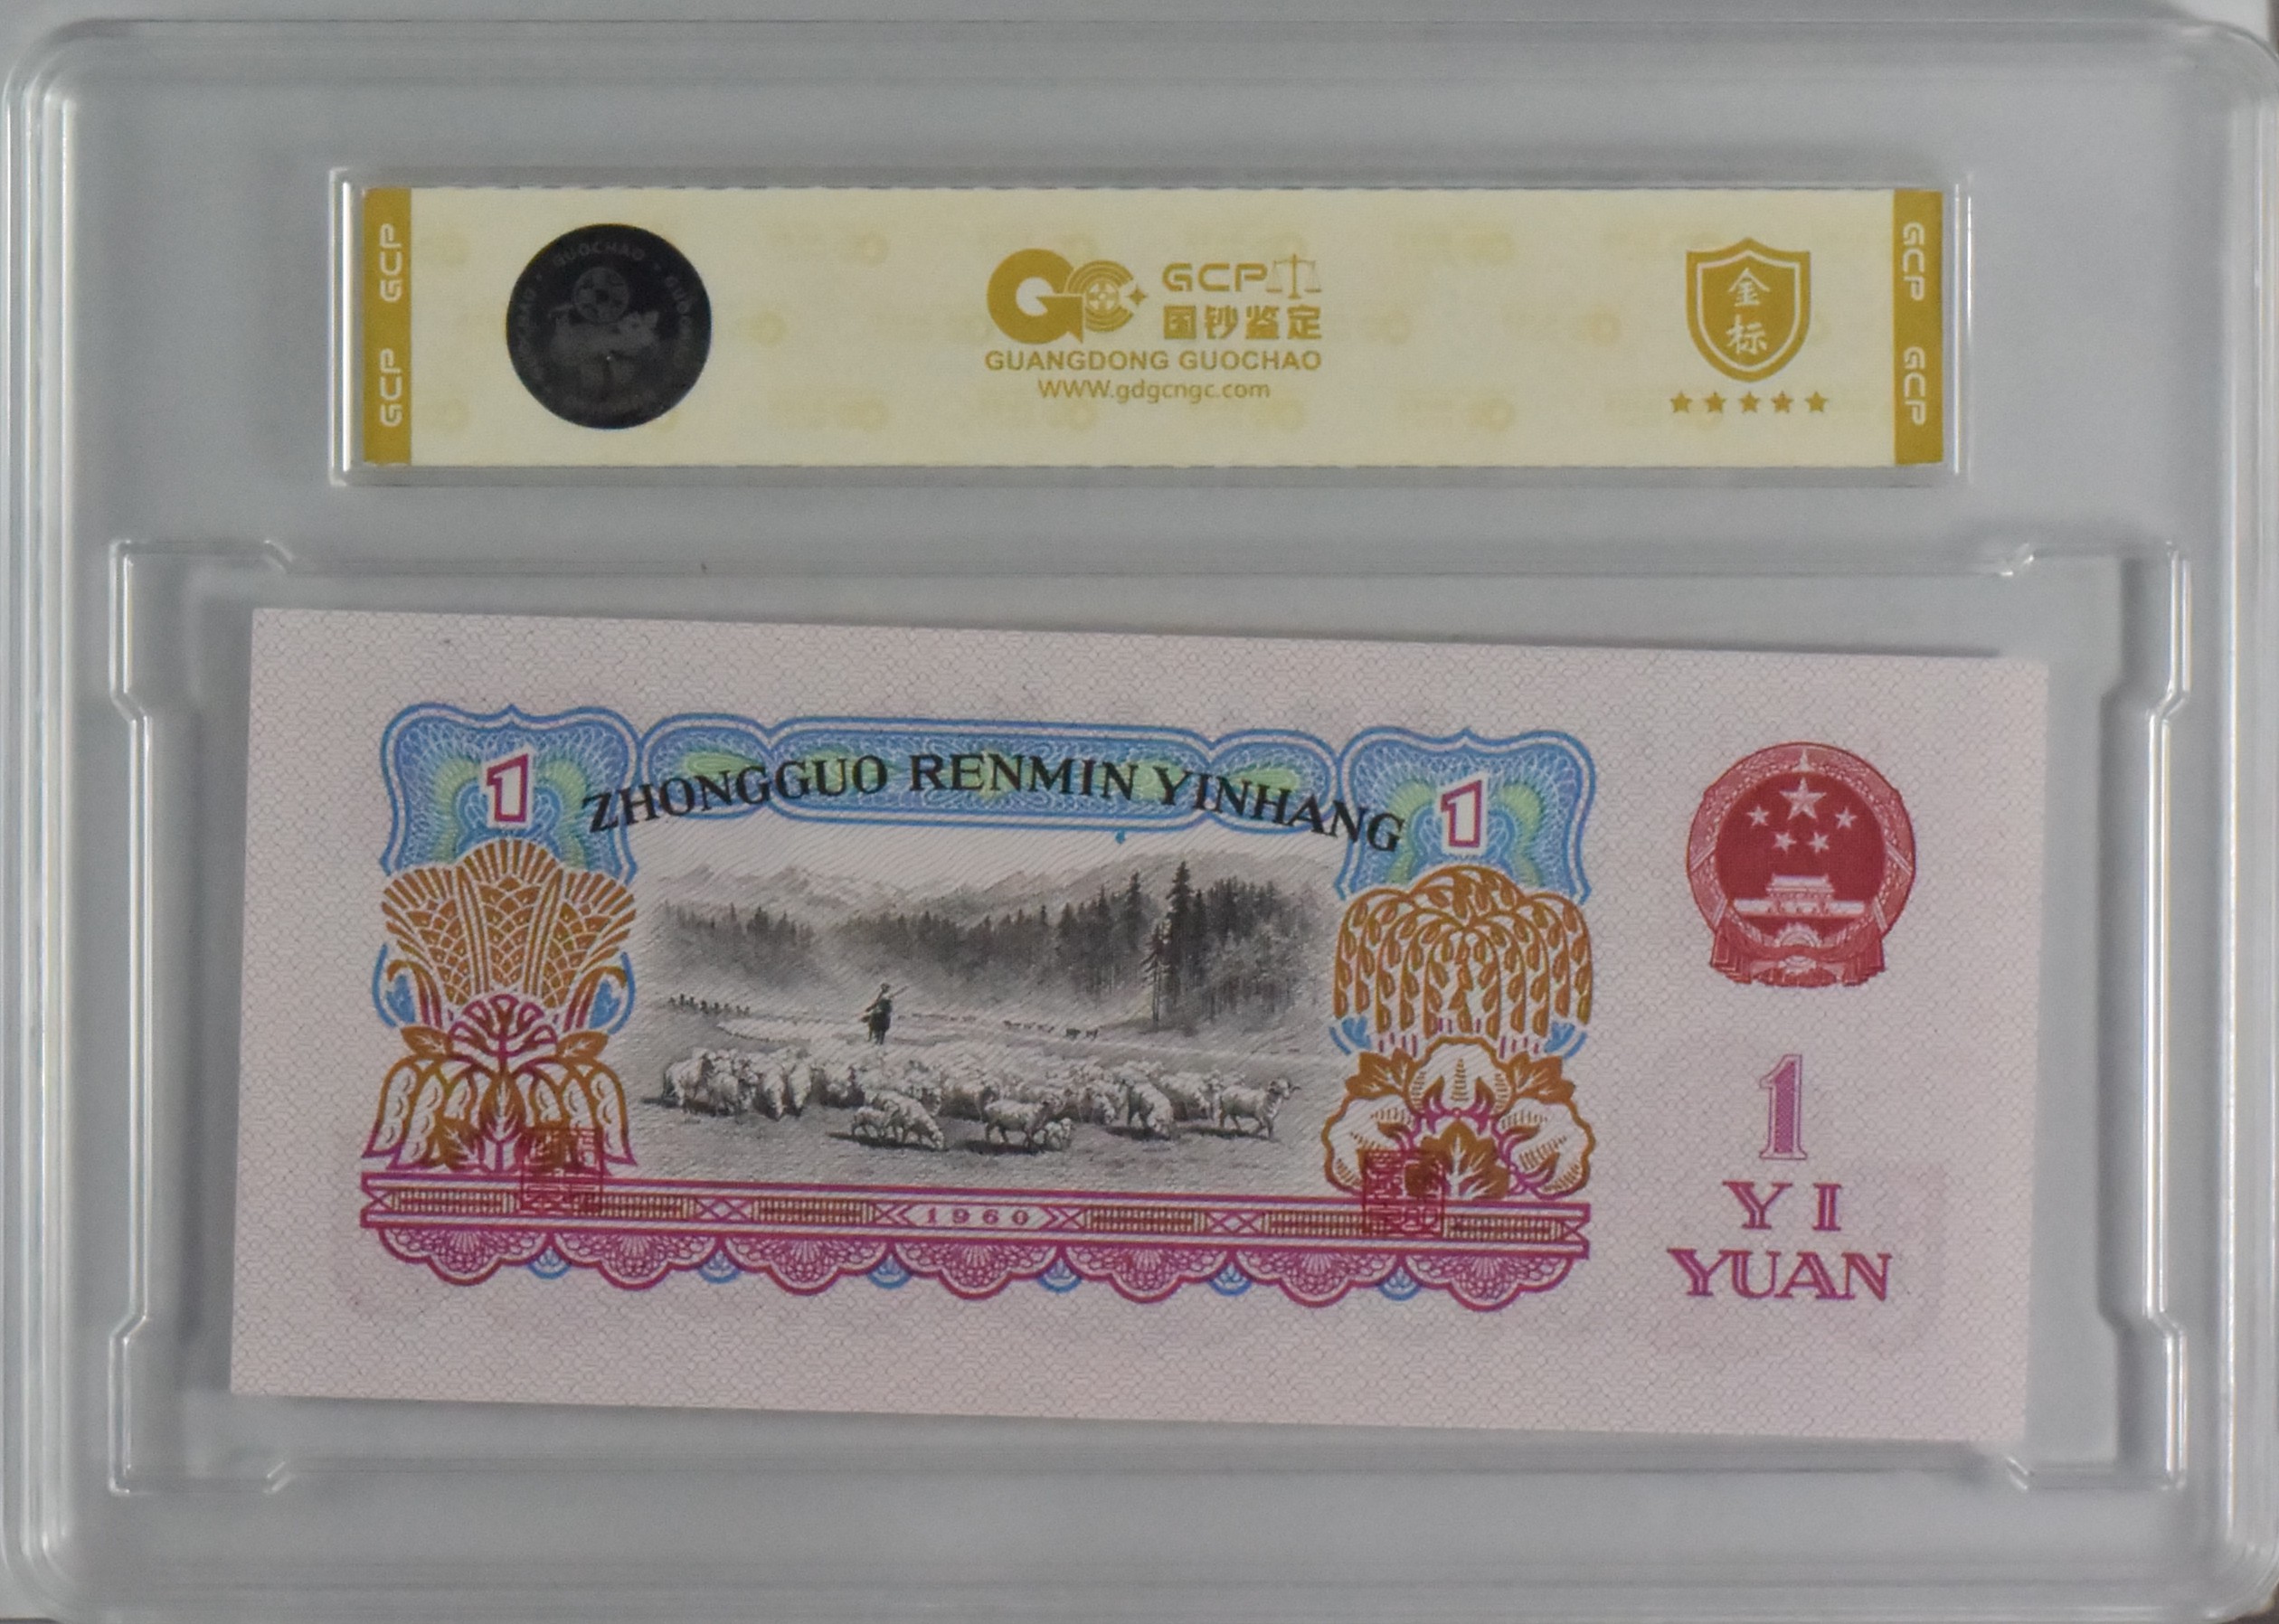 GCP GCP
GUOCHAO
GCP
国钞鉴定
GUANGDONG GUOCHAO
WWW.gdgcngc.com
金
标
GCP GCP
1
ZHONGGUO RENMIN YINHANG
1
1
YI
YUAN
1960